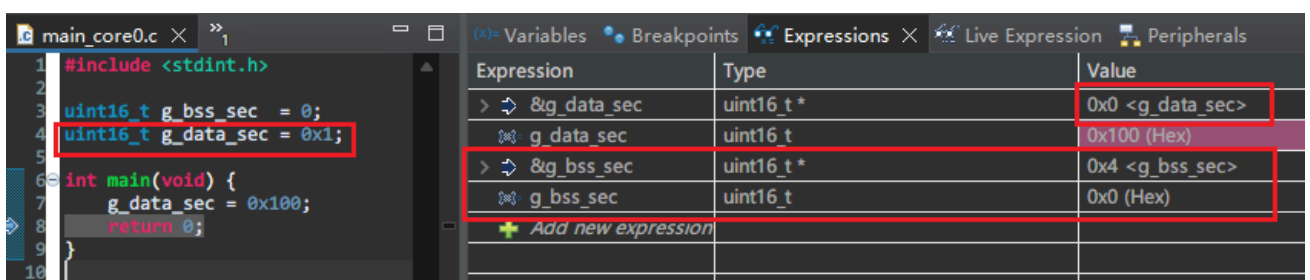 main_core0.c
»1
(x)= Variables Breakpoints Expressions Live Expression Peripherals
1 #include <stdint.h>
2
3 uint16_t g_bss_sec = 0;
4 uint16_t g_data_sec = 0x1;
5
6 int main(void) {
7 g_data_sec = 0x100;
8 return 0;
9 }
10
Expression Type Value
&g_data_sec uint16_t * 0x0 <g_data_sec>
g_data_sec uint16_t 0x100 (Hex)
&g_bss_sec uint16_t * 0x4 <g_bss_sec>
g_bss_sec uint16_t 0x0 (Hex)
Add new expression